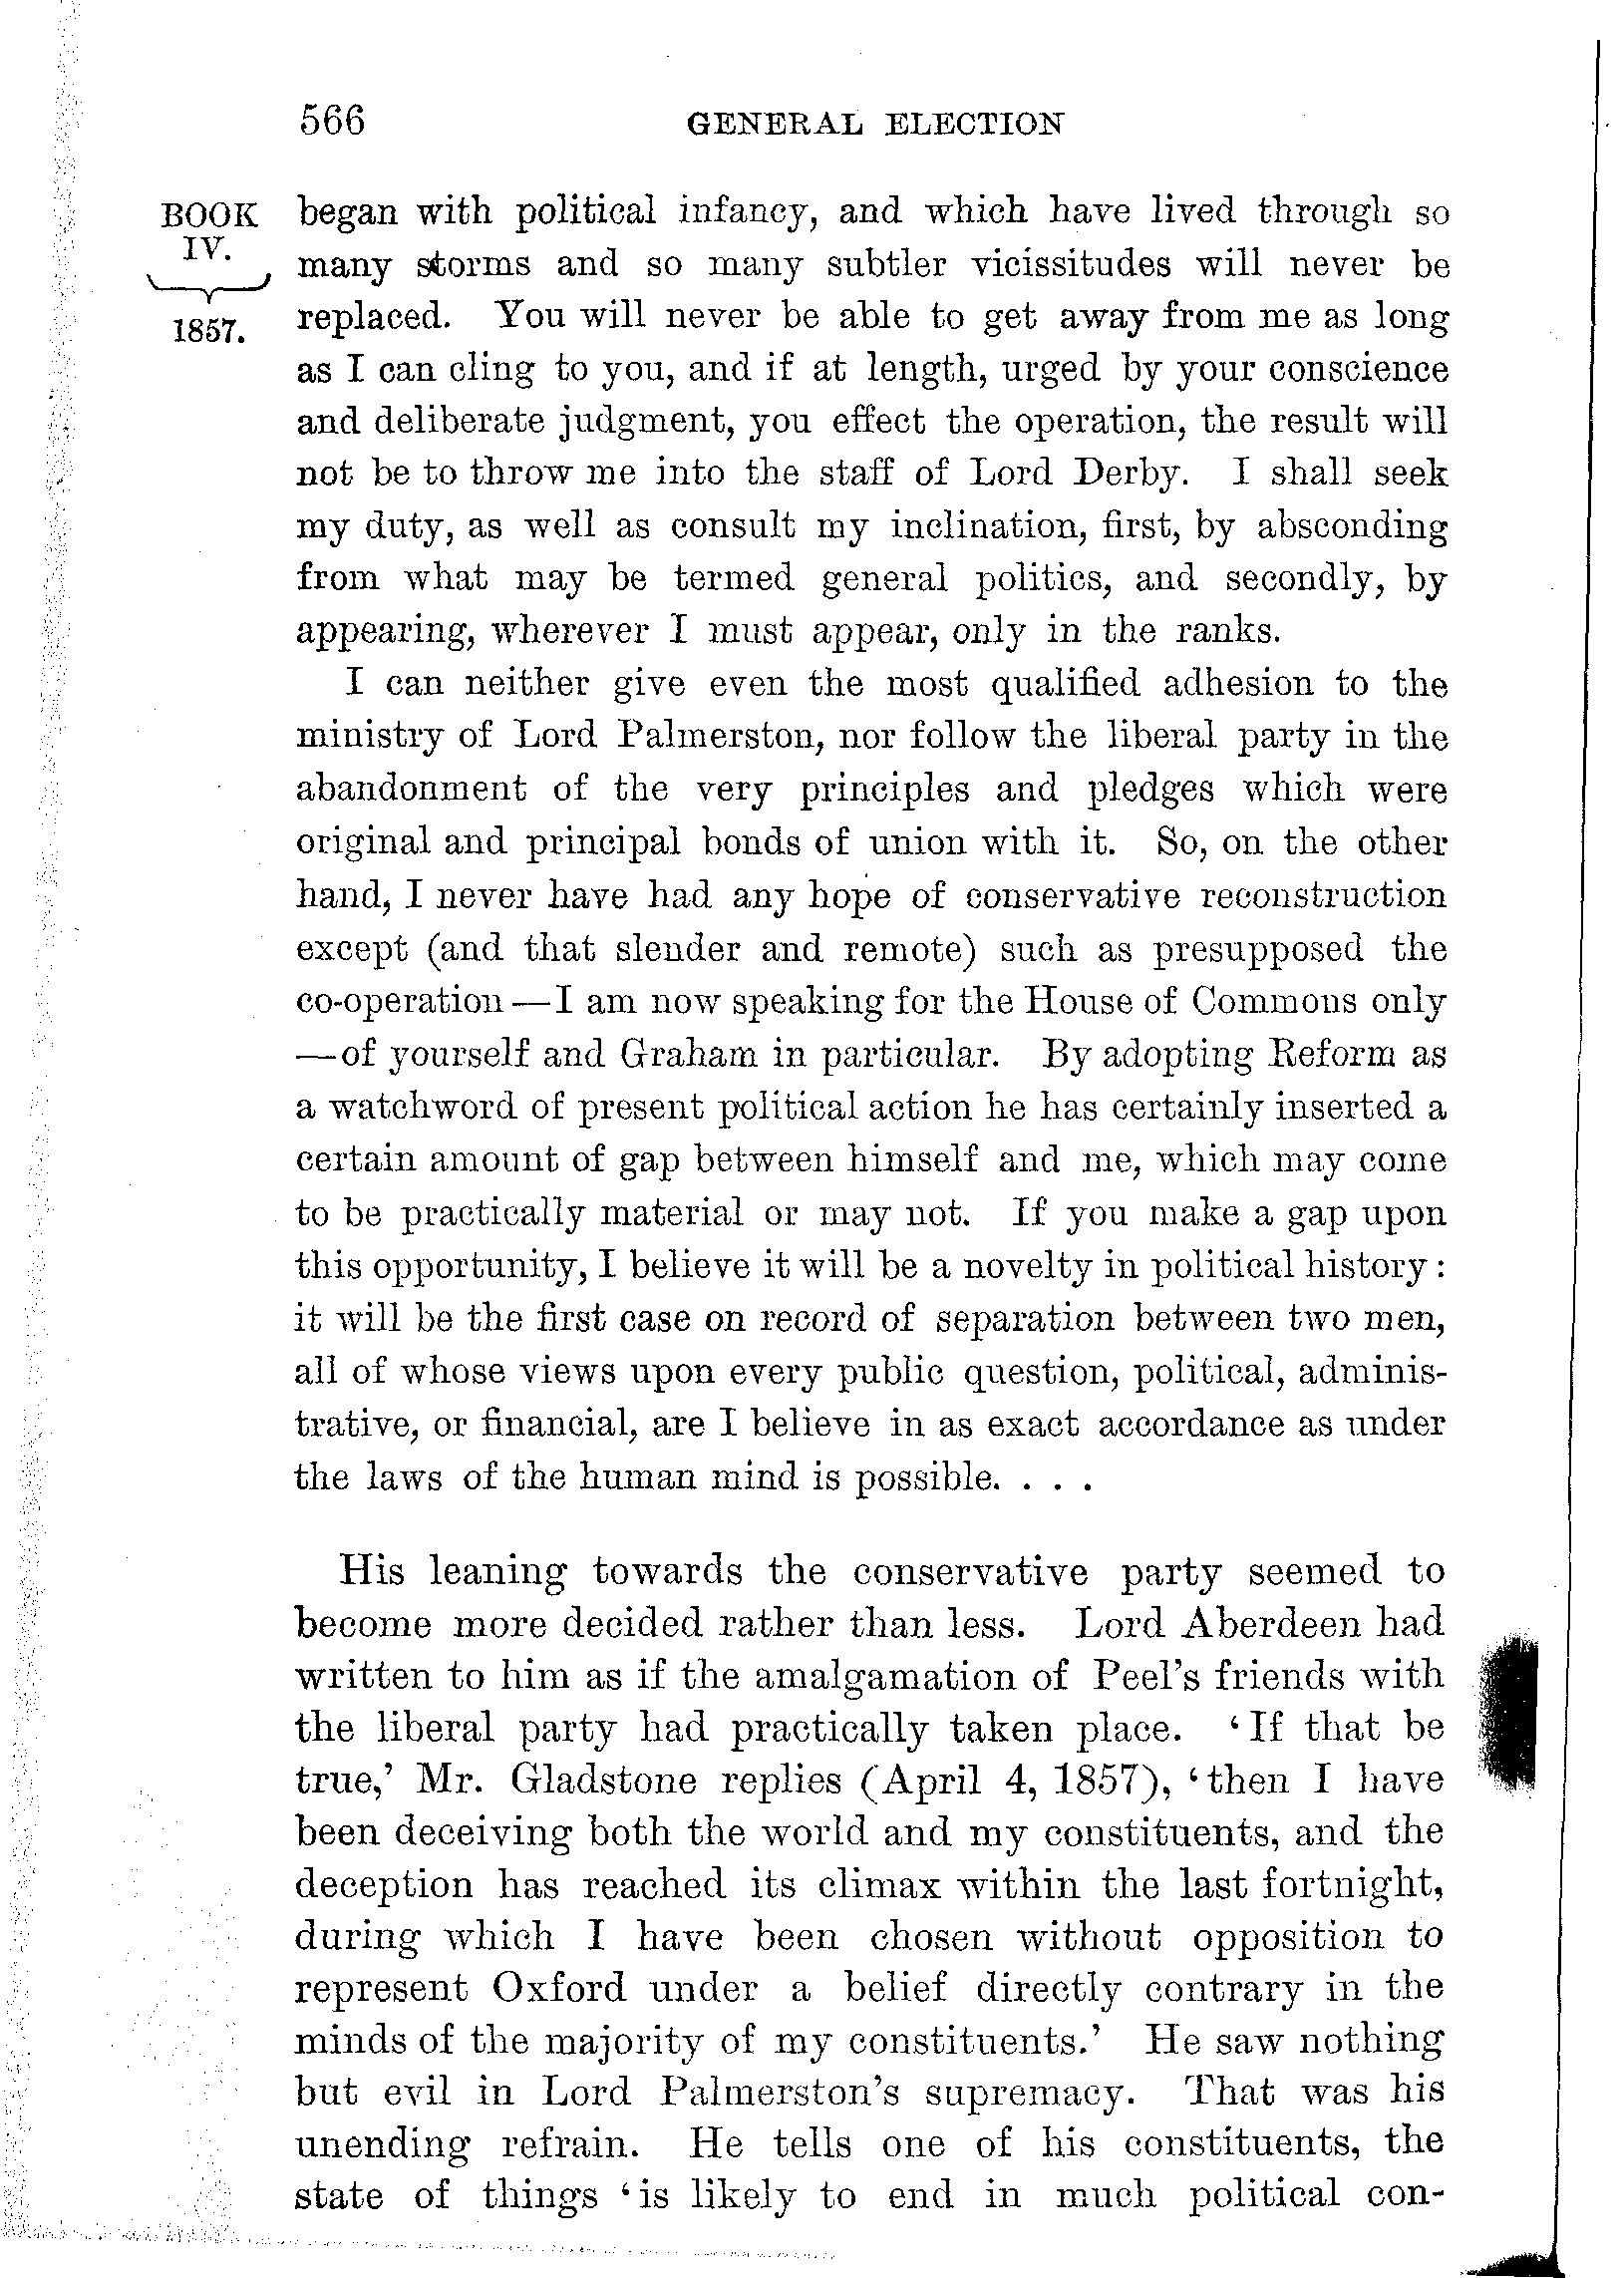 566 GENERAL ELECTION
BOOK
IV.
1857.
began with political infancy, and which have lived through so
many storms and so many subtler vicissitudes will never be
replaced. You will never be able to get away from me as long
as I can cling to you, and if at length, urged by your conscience
and deliberate judgment, you effect the operation, the result will
not be to throw me into the staff of Lord Derby. I shall seek
my duty, as well as consult my inclination, first, by absconding
from what may be termed general politics, and secondly, by
appearing, wherever I must appear, only in the ranks.
I can neither give even the most qualified adhesion to the
ministry of Lord Palmerston, nor follow the liberal party in the
abandonment of the very principles and pledges which were
original and principal bonds of union with it. So, on the other
hand, I never have had any hope of conservative reconstruction
except (and that slender and remote) such as presupposed the
co-operation—I am now speaking for the House of Commons only
—of yourself and Graham in particular. By adopting Reform as
a watchword of present political action he has certainly inserted a
certain amount of gap between himself and me, which may come
to be practically material or may not. If you make a gap upon
this opportunity, I believe it will be a novelty in political history:
it will be the first case on record of separation between two men,
all of whose views upon every public question, political, adminis-
trative, or financial, are I believe in as exact accordance as under
the laws of the human mind is possible. . . .
His leaning towards the conservative party seemed to
become more decided rather than less. Lord Aberdeen had
written to him as if the amalgamation of Peel's friends with
the liberal party had practically taken place. ‘If that be
true,’ Mr. Gladstone replies (April 4, 1857), ‘then I have
been deceiving both the world and my constituents, and the
deception has reached its climax within the last fortnight,
during which I have been chosen without opposition to
represent Oxford under a belief directly contrary in the
minds of the majority of my constituents.’ He saw nothing
but evil in Lord Palmerston's supremacy. That was his
unending refrain. He tells one of his constituents, the
state of things ‘is likely to end in much political con-